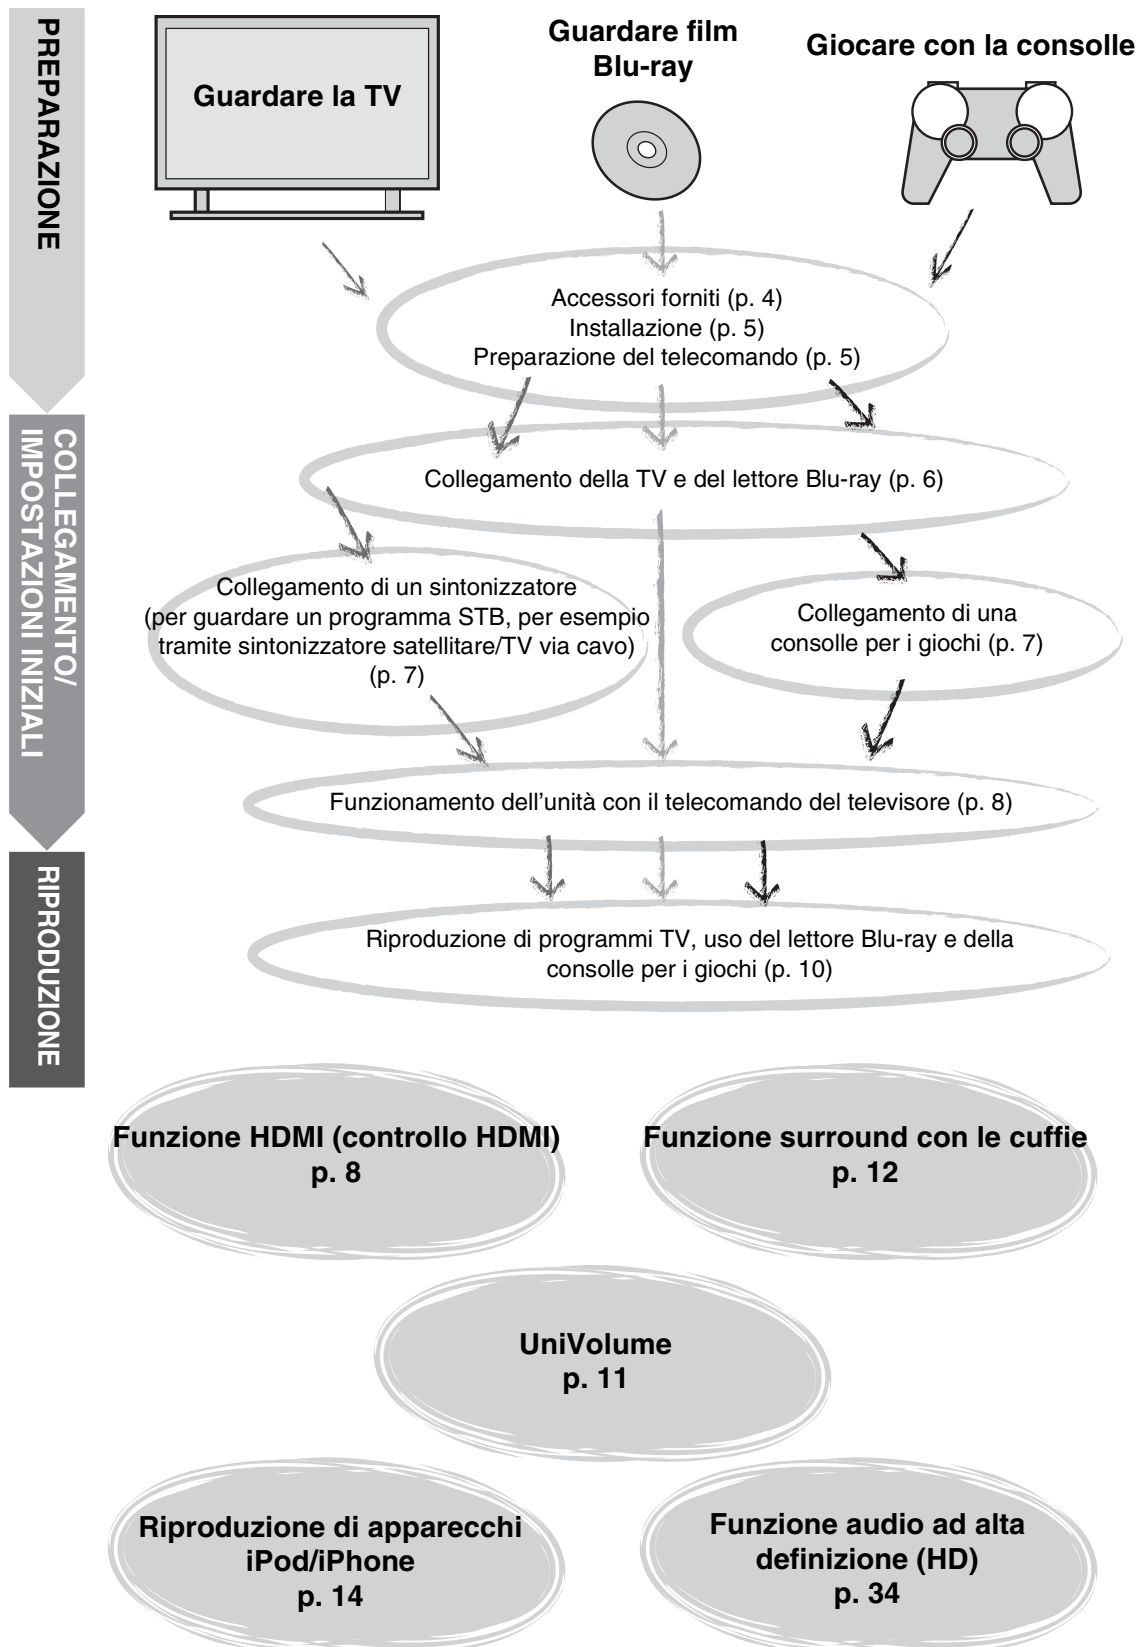 PREPARAZIONE
Guardare la TV
Guardare film
Blu-ray
Giocare con la consolle
Accessori forniti (p. 4)
Installazione (p. 5)
Preparazione del telecomando (p. 5)
COLLEGAMENTO/
IMPOSTAZIONI INIZIALI
Collegamento della TV e del lettore Blu-ray (p. 6)
Collegamento di un sintonizzatore
(per guardare un programma STB, per esempio
tramite sintonizzatore satellitare/TV via cavo)
(p. 7)
Collegamento di una
consolle per i giochi (p. 7)
Funzionamento dell'unità con il telecomando del televisore (p. 8)
RIPRODUZIONE
Riproduzione di programmi TV, uso del lettore Blu-ray e della
consolle per i giochi (p. 10)
Funzione HDMI (controllo HDMI)
p. 8
Funzione surround con le cuffie
p. 12
UniVolume
p. 11
Riproduzione di apparecchi
iPod/iPhone
p. 14
Funzione audio ad alta
definizione (HD)
p. 34